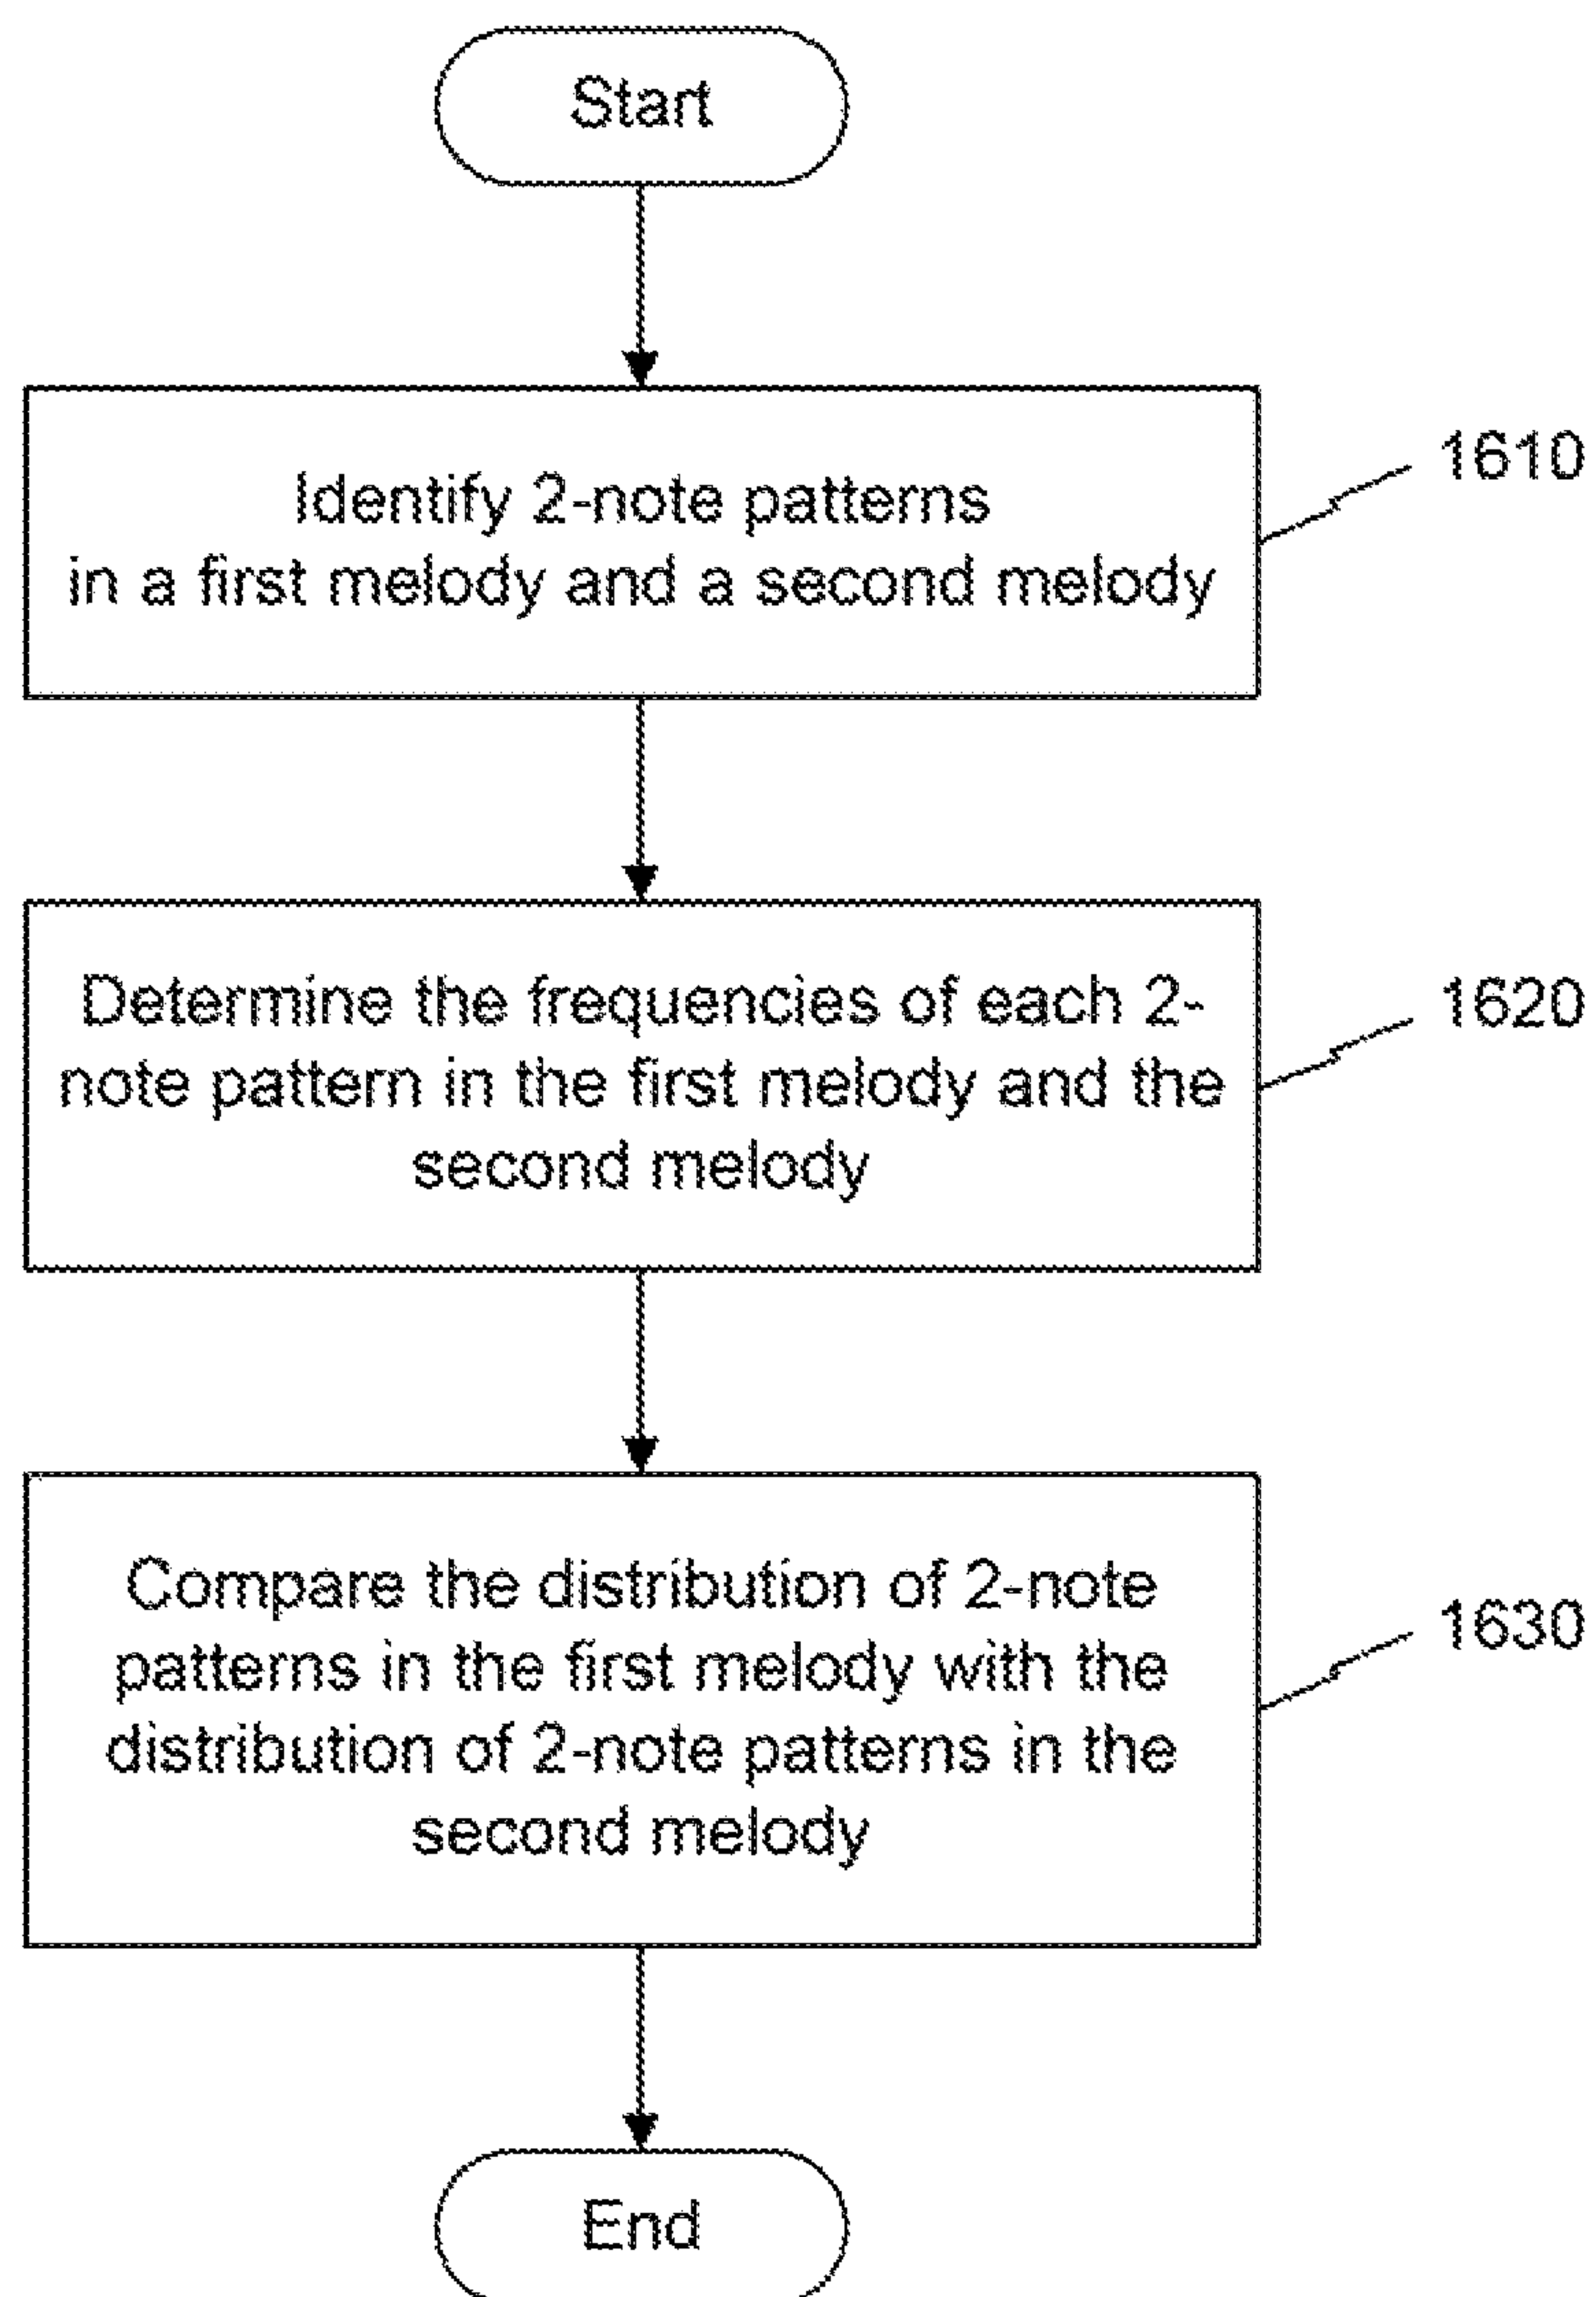 Start
Identify 2-note patterns
in a first melody and a second melody
1610
Determine the frequencies of each 2-
note pattern in the first melody and the
second melody
1620
Compare the distribution of 2-note
patterns in the first melody with the
distribution of 2-note patterns in the
second melody
1630
End